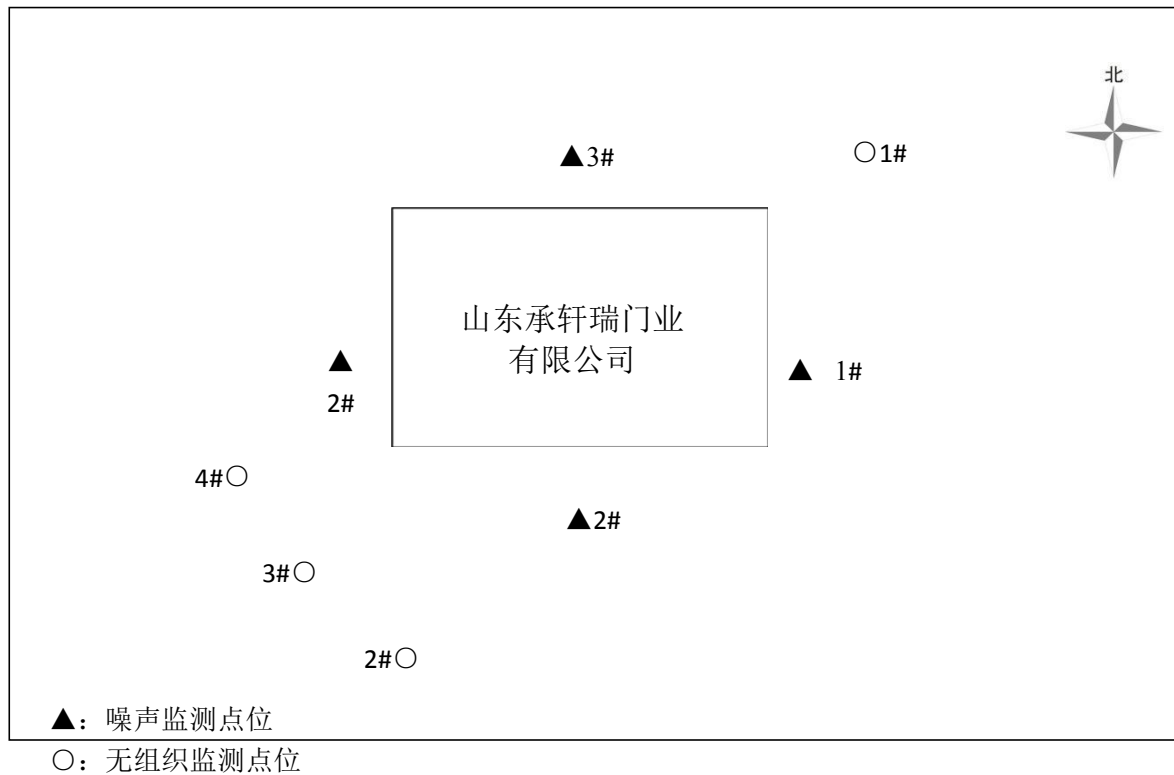 北
▲3#
○1#
山东承轩瑞门业
有限公司
▲
▲ 1#
2#
4#○
▲2#
3#○
2#○
▲：噪声监测点位
○：无组织监测点位